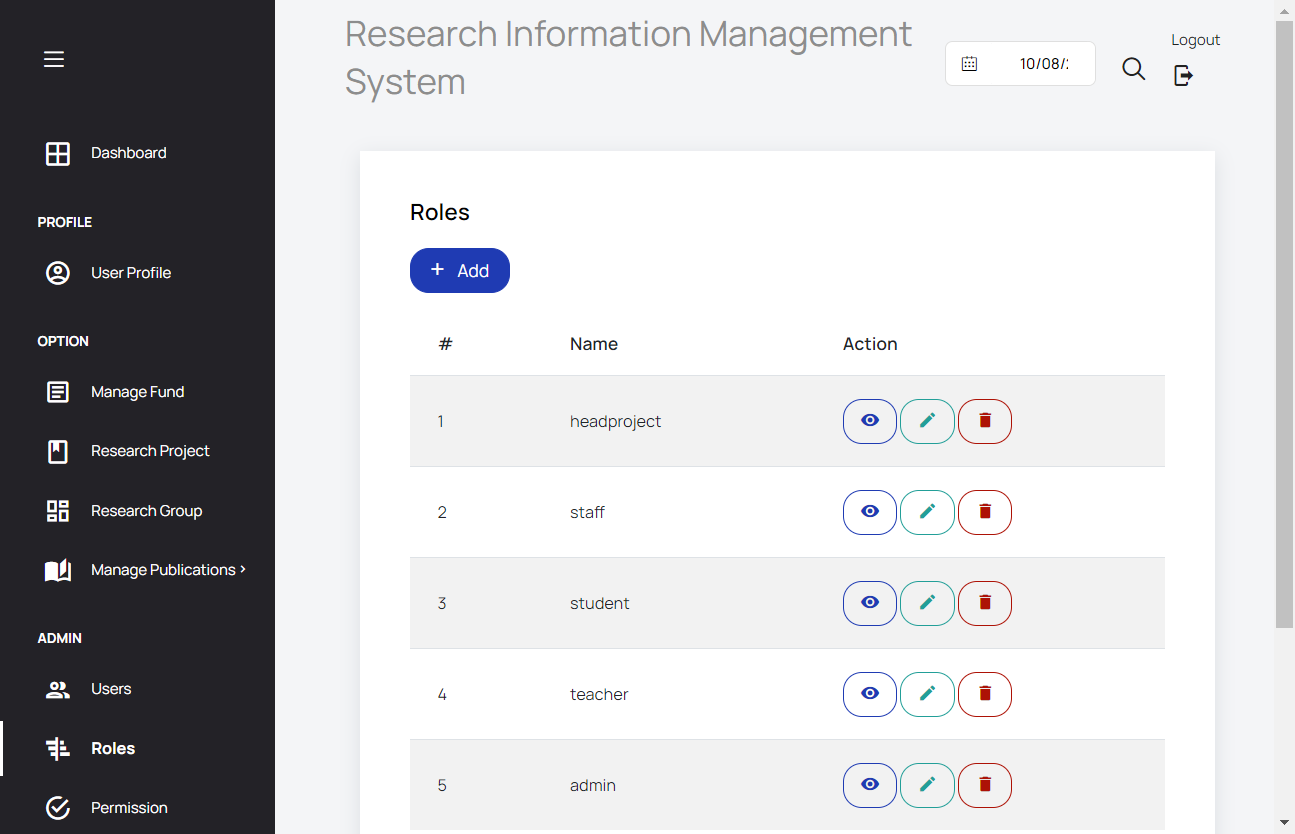 Research Information Management
System
10/08/
Logout
Dashboard
PROFILE
User Profile
OPTION
Manage Fund
Research Project
Research Group
Manage Publications
ADMIN
Users
Roles
Permission
Roles
+ Add
# Name Action
1 headproject
2 staff
3 student
4 teacher
5 admin